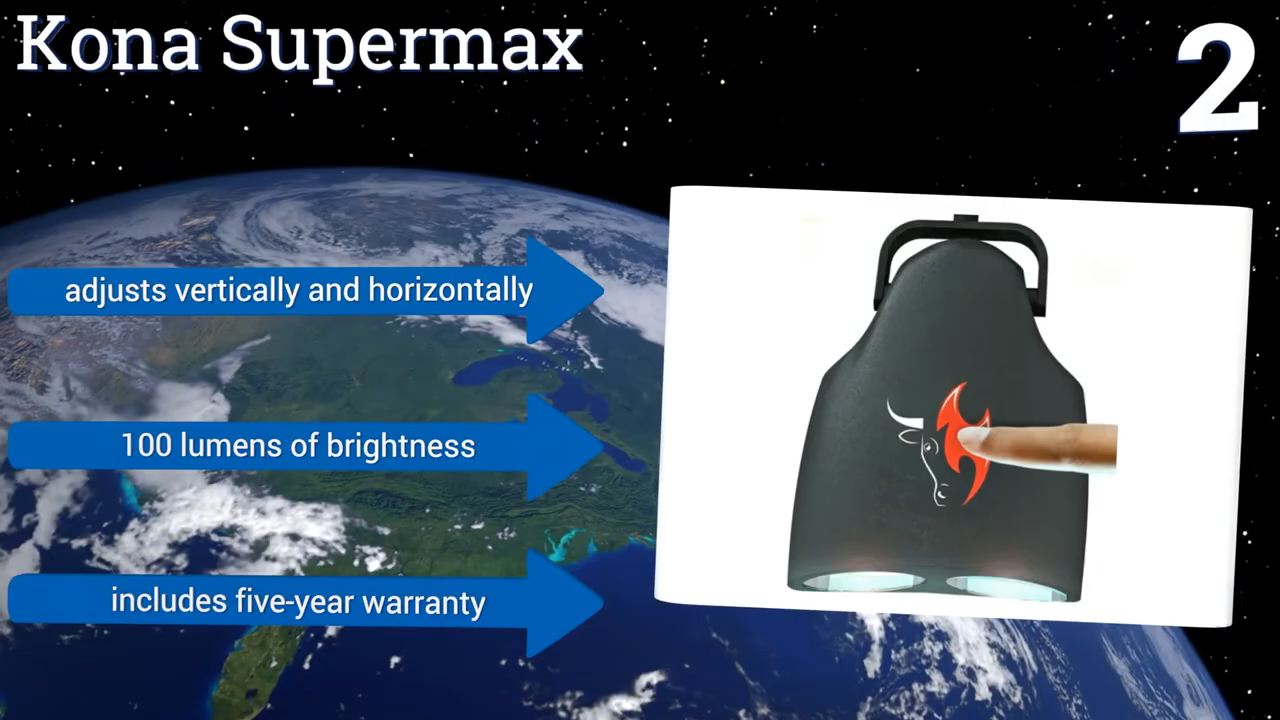 Kona Supermax
2
adjusts vertically and horizontally
100 lumens of brightness
includes five-year warranty